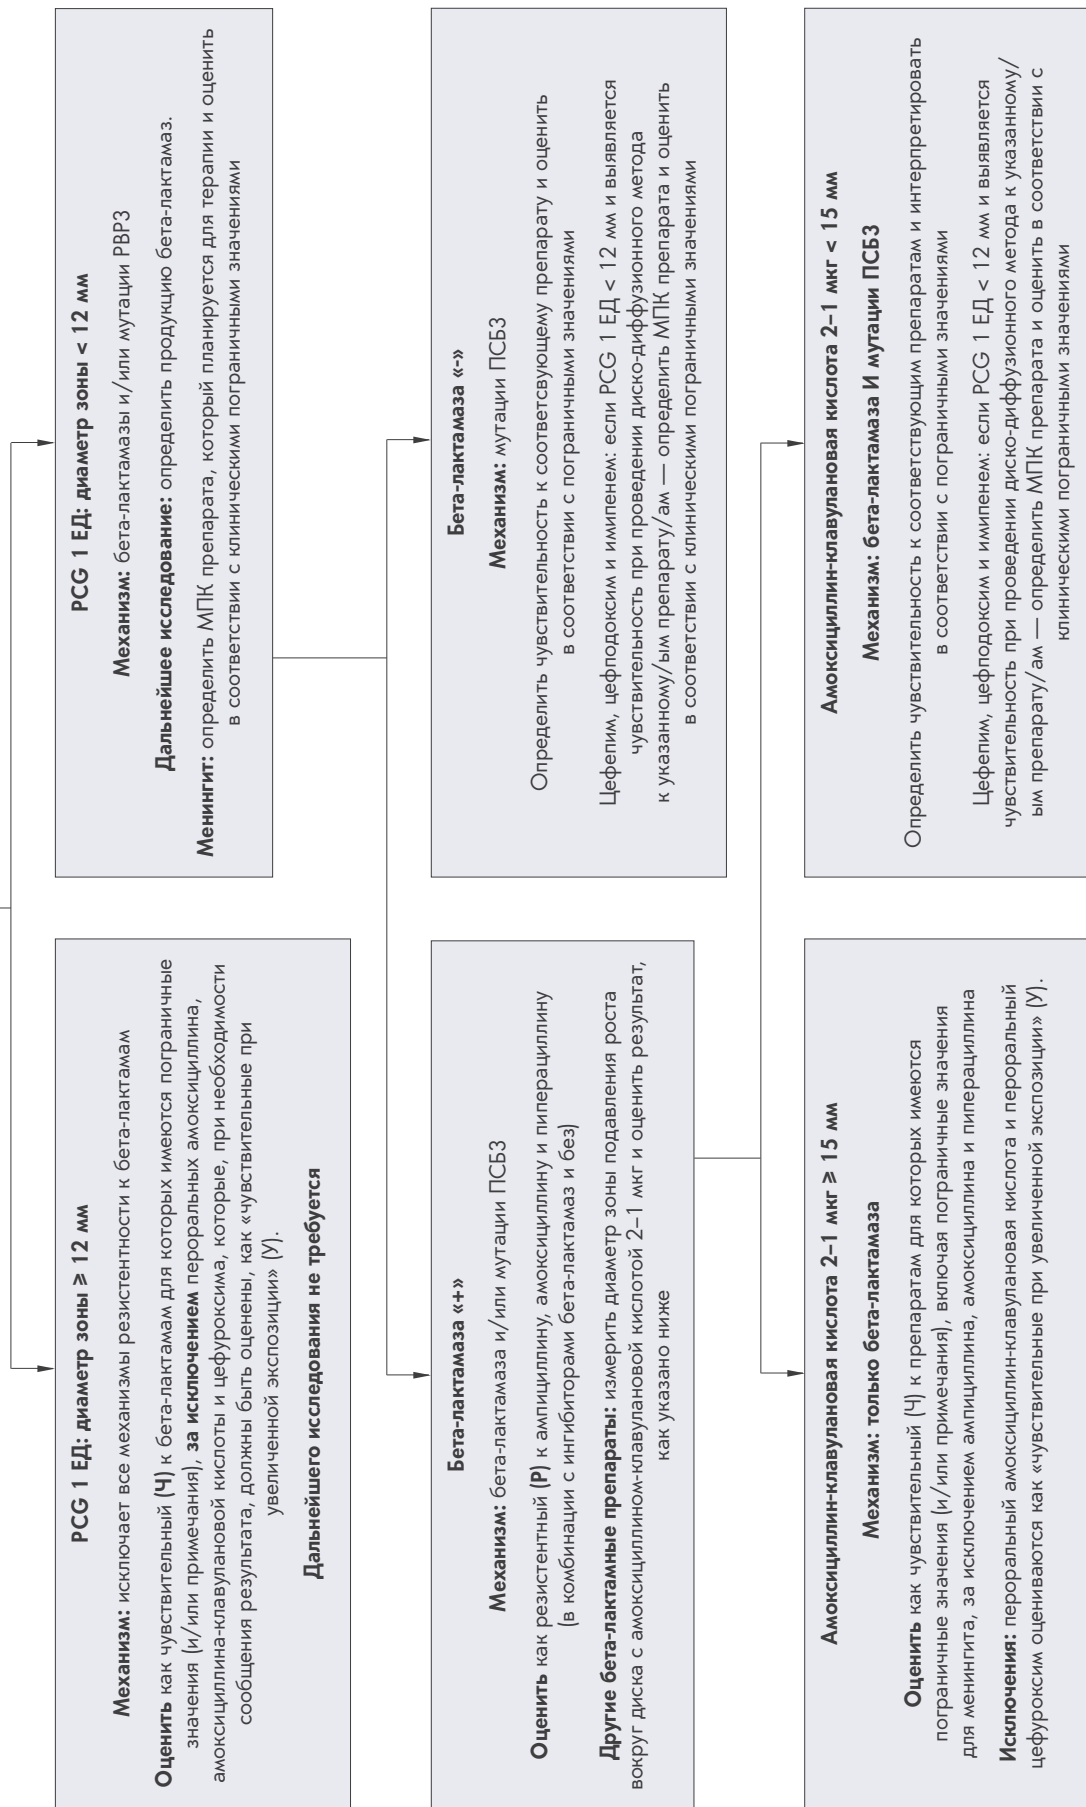 PCG 1 ЕД: диаметр зоны ≥ 12 мм
Механизм: исключает все механизмы резистентности к бета-лактамам
Оценить как чувствительный (Ч) к бета-лактамам для которых имеются пограничные
значения (и/или примечания), за исключением пероральных амоксициллина,
амоксициллина-клавулановой кислоты и цефуроксима, которые, при необходимости
сообщения результата, должны быть оценены, как «чувствительные при
увеличенной экспозиции» (У).
Дальнейшего исследования не требуется
PCG 1 ЕД: диаметр зоны < 12 мм
Механизм: бета-лактамазы и/или мутации PBP3
Дальнейшее исследование: определить продукцию бета-лактамаз.
Менингит: определить МПК препарата, который планируется для терапии и оценить
в соответствии с клиническими пограничными значениями
Бета-лактамаза «+»
Механизм: бета-лактамаза и/или мутации ПСБ3
Оценить как резистентный (Р) к ампициллину, амоксициллину и пиперациллину
(в комбинации с ингибиторами бета-лактамаз и без)
Другие бета-лактамные препараты: измерить диаметр зоны подавления роста
вокруг диска с амоксициллином-клавулановой кислотой 2–1 мкг и оценить результат,
как указано ниже
Бета-лактамаза «-»
Механизм: мутации ПСБ3
Определить чувствительность к соответсвующему препарату и оценить
в соответствии с пограничными значениями
Цефепим, цефподоксим и имипенем: если PCG 1 ЕД < 12 мм и выявляется
чувствительность при проведении диско-диффузионного метода
к указанному/ым препарату/ам — определить МПК препарата и оценить
в соответствии с клиническими пограничными значениями
Амоксициллин-клавулановая кислота 2–1 мкг ≥ 15 мм
Механизм: только бета-лактамаза
Оценить как чувствительный (Ч) к препаратам для которых имеются
пограничные значения (и/или примечания), включая пограничные значения
для менингита, за исключением ампициллина, амоксициллина и пиперациллина
Исключения: пероральный амоксициллин-клавулановая кислота и пероральный
цефуроксим оцениваются как «чувствительные при увеличенной экспозиции» (У).
Амоксициллин-клавулановая кислота 2–1 мкг < 15 мм
Механизм: бета-лактамаза И мутации ПСБ3
Определить чувствительность к соответствующим препаратам и интерпретировать
в соответствии с пограничными значениями
Цефепим, цефподоксим и имипенем: если PCG 1 ЕД < 12 мм и выявляется
чувствительность при проведении диско-диффузионного метода к указанному/
ым препарату/ам — определить МПК препарата и оценить в соответствии с
клиническими пограничными значениями